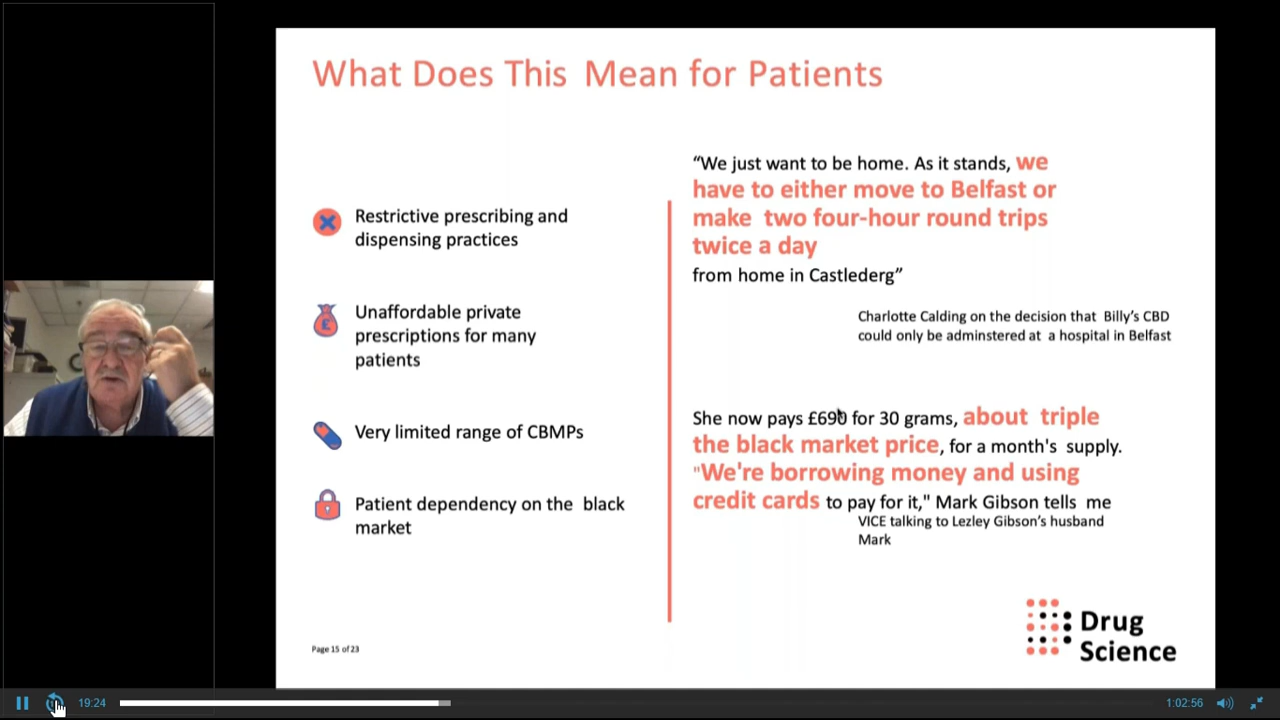 What Does This Mean for Patients
Restrictive prescribing and
dispensing practices
Unaffordable private
prescriptions for many
patients
Very limited range of CBMPs
Patient dependency on the black
market
“We just want to be home. As it stands, we
have to either move to Belfast or
make two four-hour round trips
twice a day
from home in Castlederg”
Charlotte Calding on the decision that Billy’s CBD
could only be adminstered at a hospital in Belfast
She now pays £690 for 30 grams, about triple
the black market price, for a month's supply.
"We're borrowing money and using
credit cards to pay for it," Mark Gibson tells me
VICE talking to Lezley Gibson’s husband
Mark
Page 15 of 23
Drug
Science
19:24
1:02:56